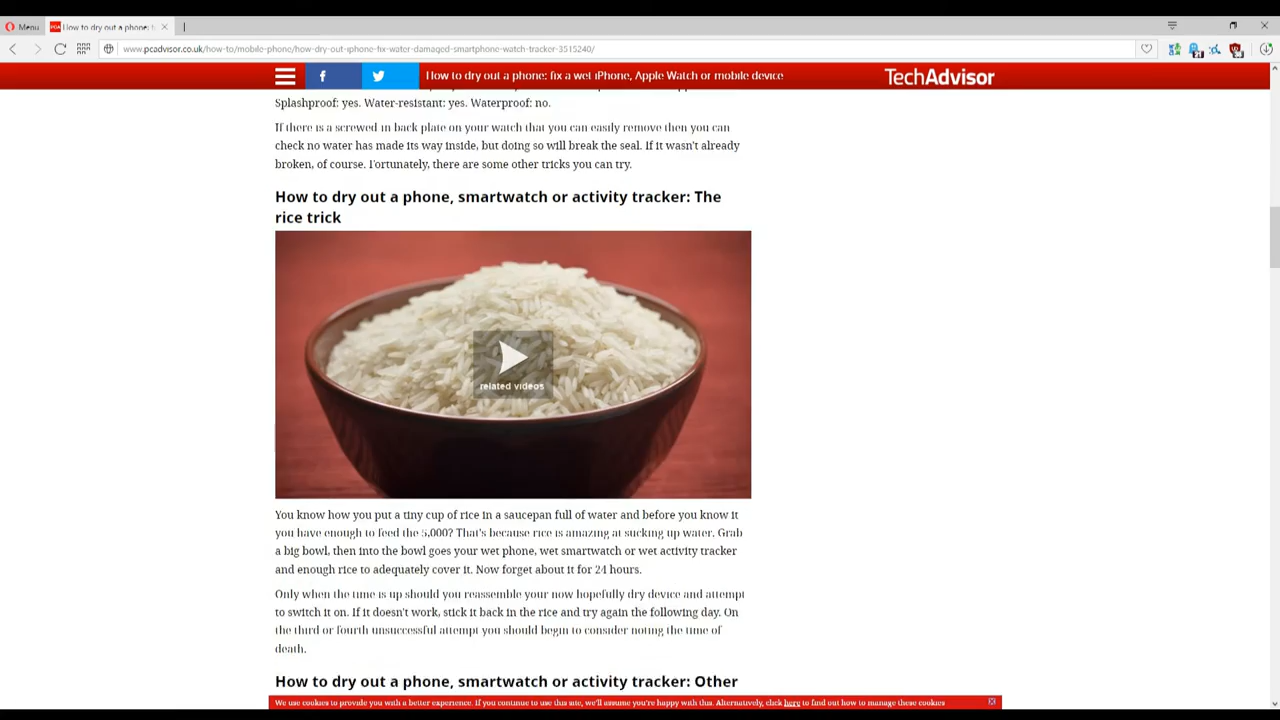 Menu
How to dry out a phone:
www.pcadvisor.co.uk/how-to/mobile-phone/how-dry-out-iphone-fix-water-damaged-smartphone-watch-tracker-3515240/
How to dry out a phone: fix a wet iPhone, Apple Watch or mobile device
TechAdvisor
Splashproof: yes. Water-resistant: yes. Waterproof: no.
If there is a screwed in back plate on your watch that you can easily remove then you can
check no water has made its way inside, but doing so will break the seal. If it wasn't already
broken, of course. Fortunately, there are some other tricks you can try.
How to dry out a phone, smartwatch or activity tracker: The
rice trick
related videos
You know how you put a tiny cup of rice in a saucepan full of water and before you know it
you have enough to feed the 5,000? That's because rice is amazing at sucking up water. Grab
a big bowl, then into the bowl goes your wet phone, wet smartwatch or wet activity tracker
and enough rice to adequately cover it. Now forget about it for 24 hours.
Only when the time is up should you reassemble your now hopefully dry device and attempt
to switch it on. If it doesn't work, stick it back in the rice and try again the following day. On
the third or fourth unsuccessful attempt you should begin to consider noting the time of
death.
How to dry out a phone, smartwatch or activity tracker: Other
We use cookies to provide you with a better experience. If you continue to use this site, we'll assume you're happy with this. Alternatively, click here to find out how to manage these cookies